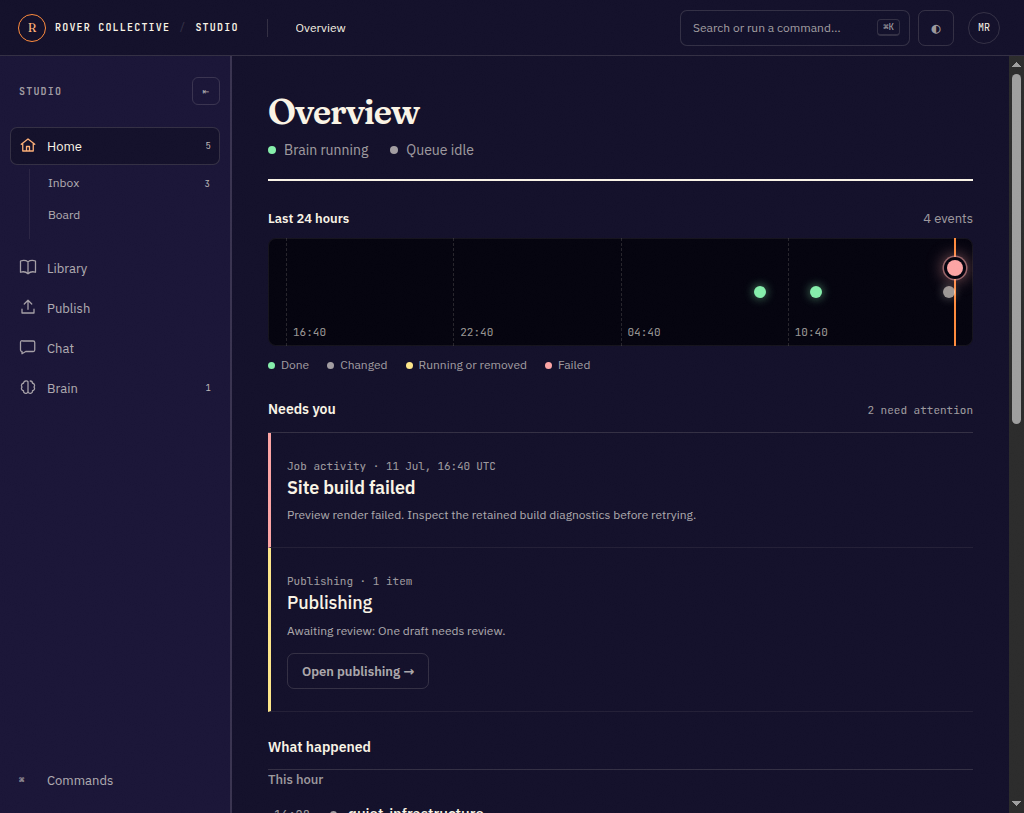 R ROVER COLLECTIVE / STUDIO Overview Search or run a command... ⌘K MR
STUDIO
Home 5
Inbox 3
Board
Library
Publish
Chat
Brain 1
⌘ Commands
Overview
Brain running Queue idle
Last 24 hours 4 events
16:40 22:40 04:40 10:40
Done Changed Running or removed Failed
Needs you 2 need attention
Job activity · 11 Jul, 16:40 UTC
Site build failed
Preview render failed. Inspect the retained build diagnostics before retrying.
Publishing · 1 item
Publishing
Awaiting review: One draft needs review.
Open publishing →
What happened
This hour
quiet-infrastructure